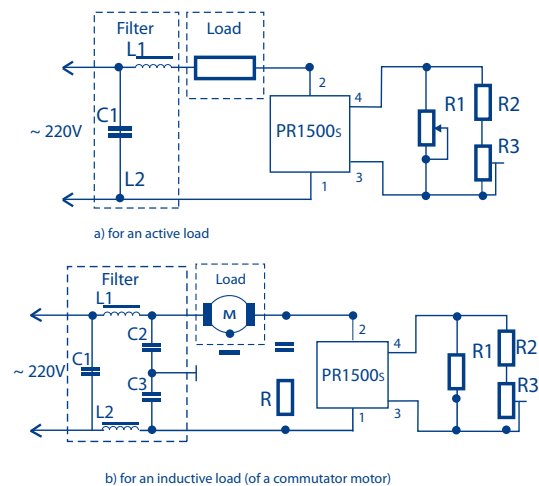 Filter Load
L1
2
4
C1
PR1500s
R1 R2
R3
~ 220V
L2
3
1
a) for an active load
Filter Load
L1
M
C2
2
4
C1
R1 R2
~ 220V
PR1500s
C3
R
R3
L2
1
3
b) for an inductive load (of a commutator motor)